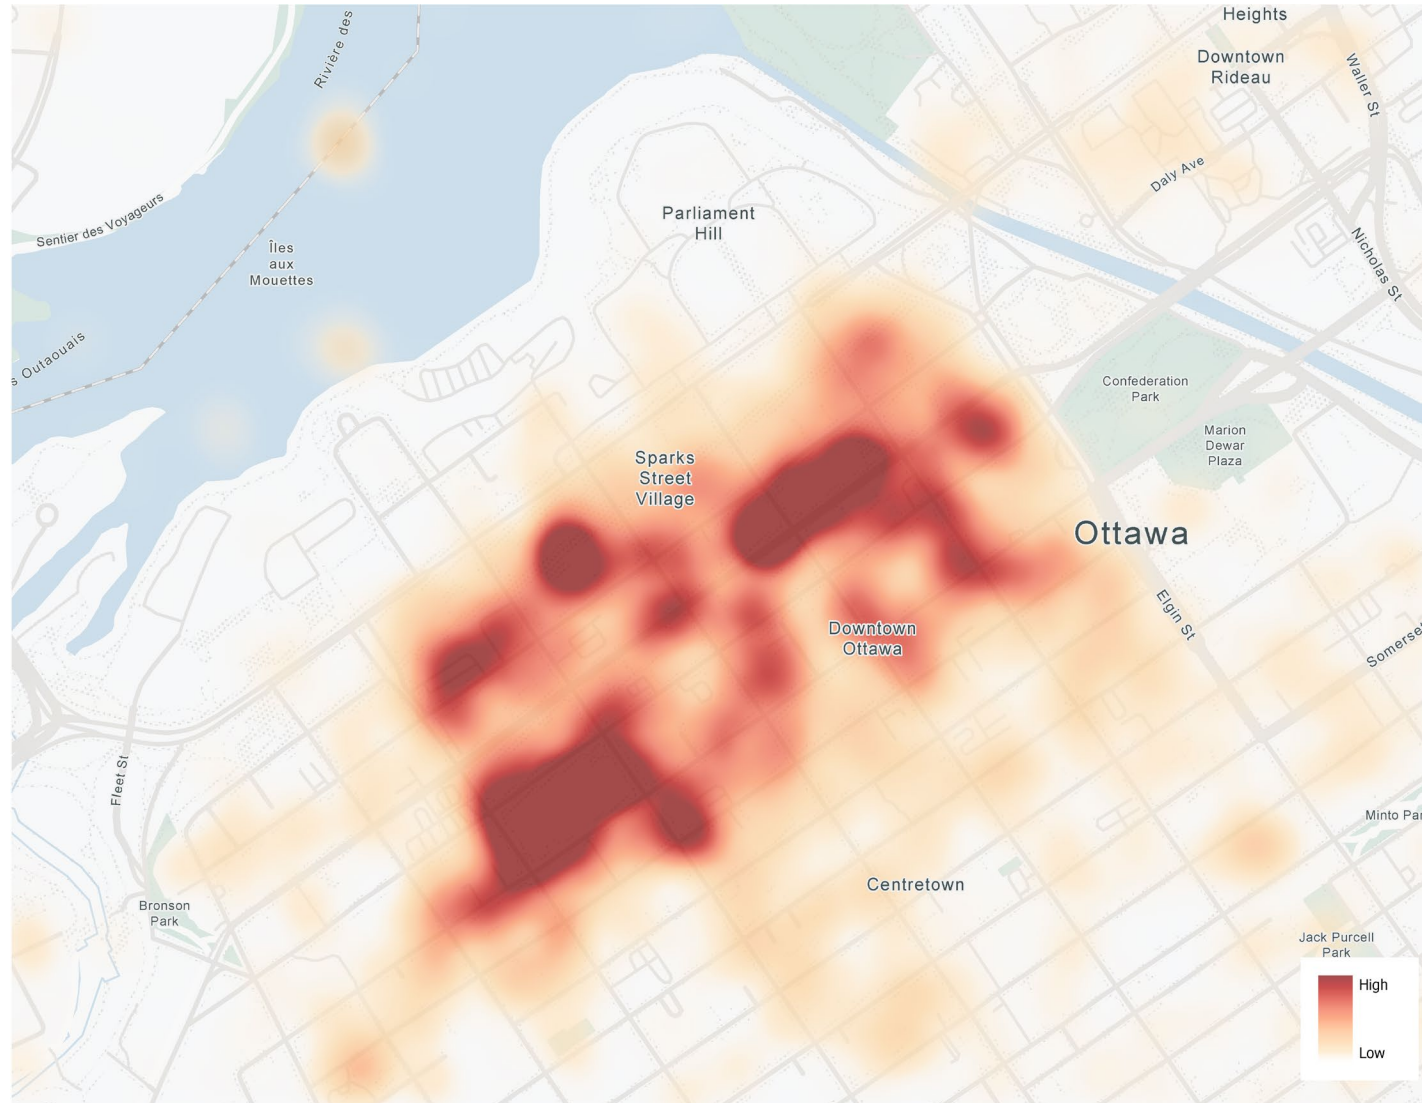 Heights
Downtown
Rideau
Waller St
Rivière des
Daly Ave
Sentier des Voyageurs
Parliament
Hill
Îles
aux
Mouettes
Nicholas St
s Outaouais
Confederation
Park
Marion
Dewar
Plaza
Sparks
Street
Village
Ottawa
Elgin St
Downtown
Ottawa
Somerset
Fleet St
Minto Par
Centretown
Bronson
Park
Jack Purcell
Park
High
Low